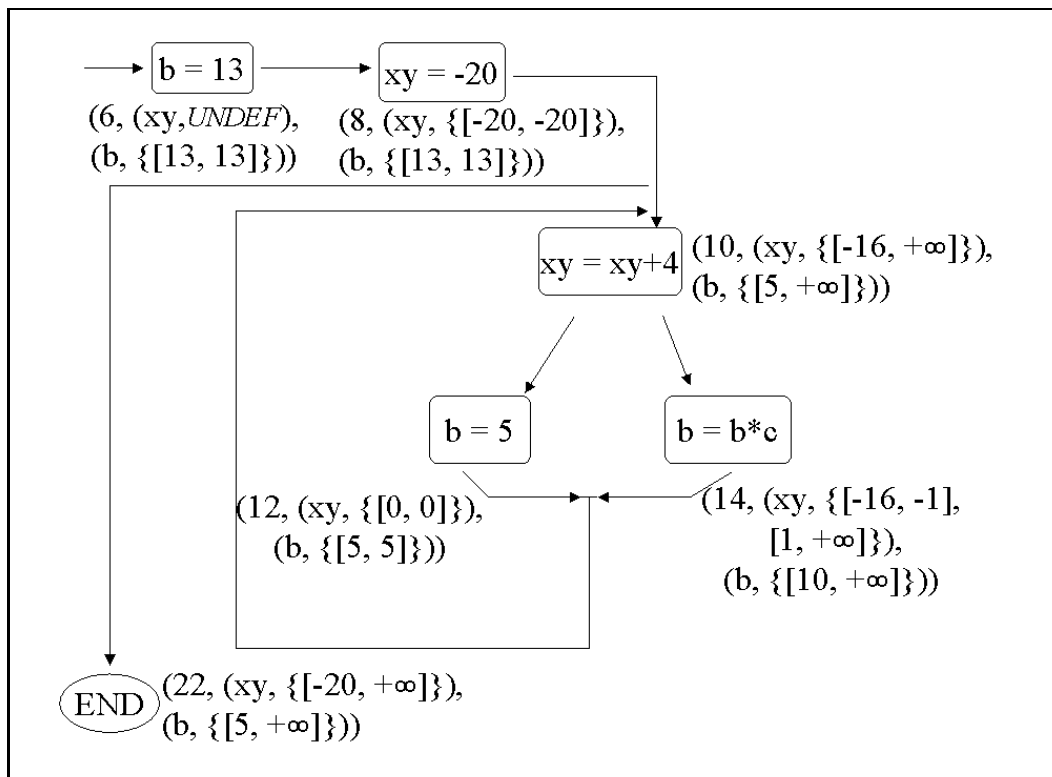 b = 13
xy = -20
(6, (xy,UNDEF),
(b, {[13, 13]}))
(8, (xy, {[-20, -20]}),
(b, {[13, 13]}))
xy = xy+4
(10, (xy, {[-16, +∞]}),
(b, {[5, +∞]}))
b = 5
b = b*c
(12, (xy, {[0, 0]}),
(b, {[5, 5]}))
(14, (xy, {[-16, -1],
[1, +∞]}),
(b, {[10, +∞]}))
END
(22, (xy, {[-20, +∞]}),
(b, {[5, +∞]}))